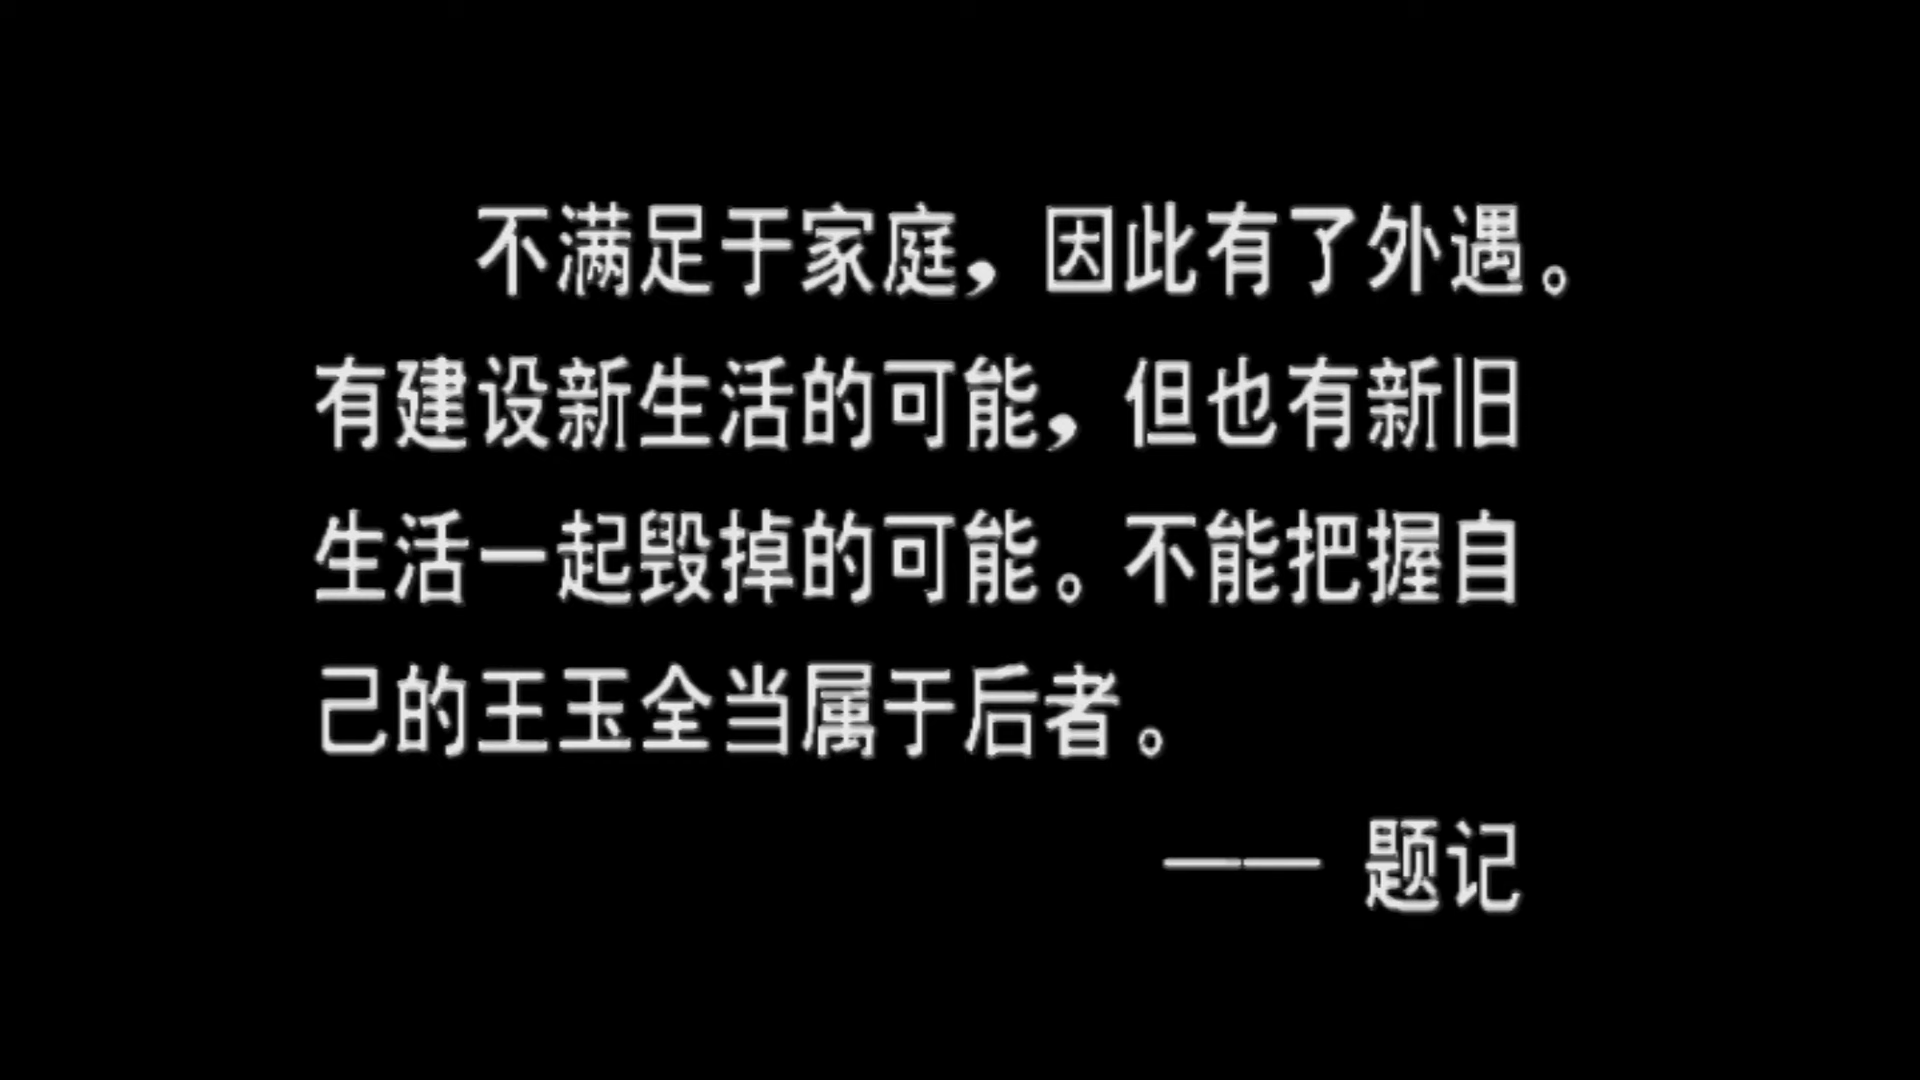 不满足于家庭，因此有了外遇。
有建设新生活的可能，但也有新旧
生活一起毁掉的可能。不能把握自
己的王玉全当属于后者。
—— 题记